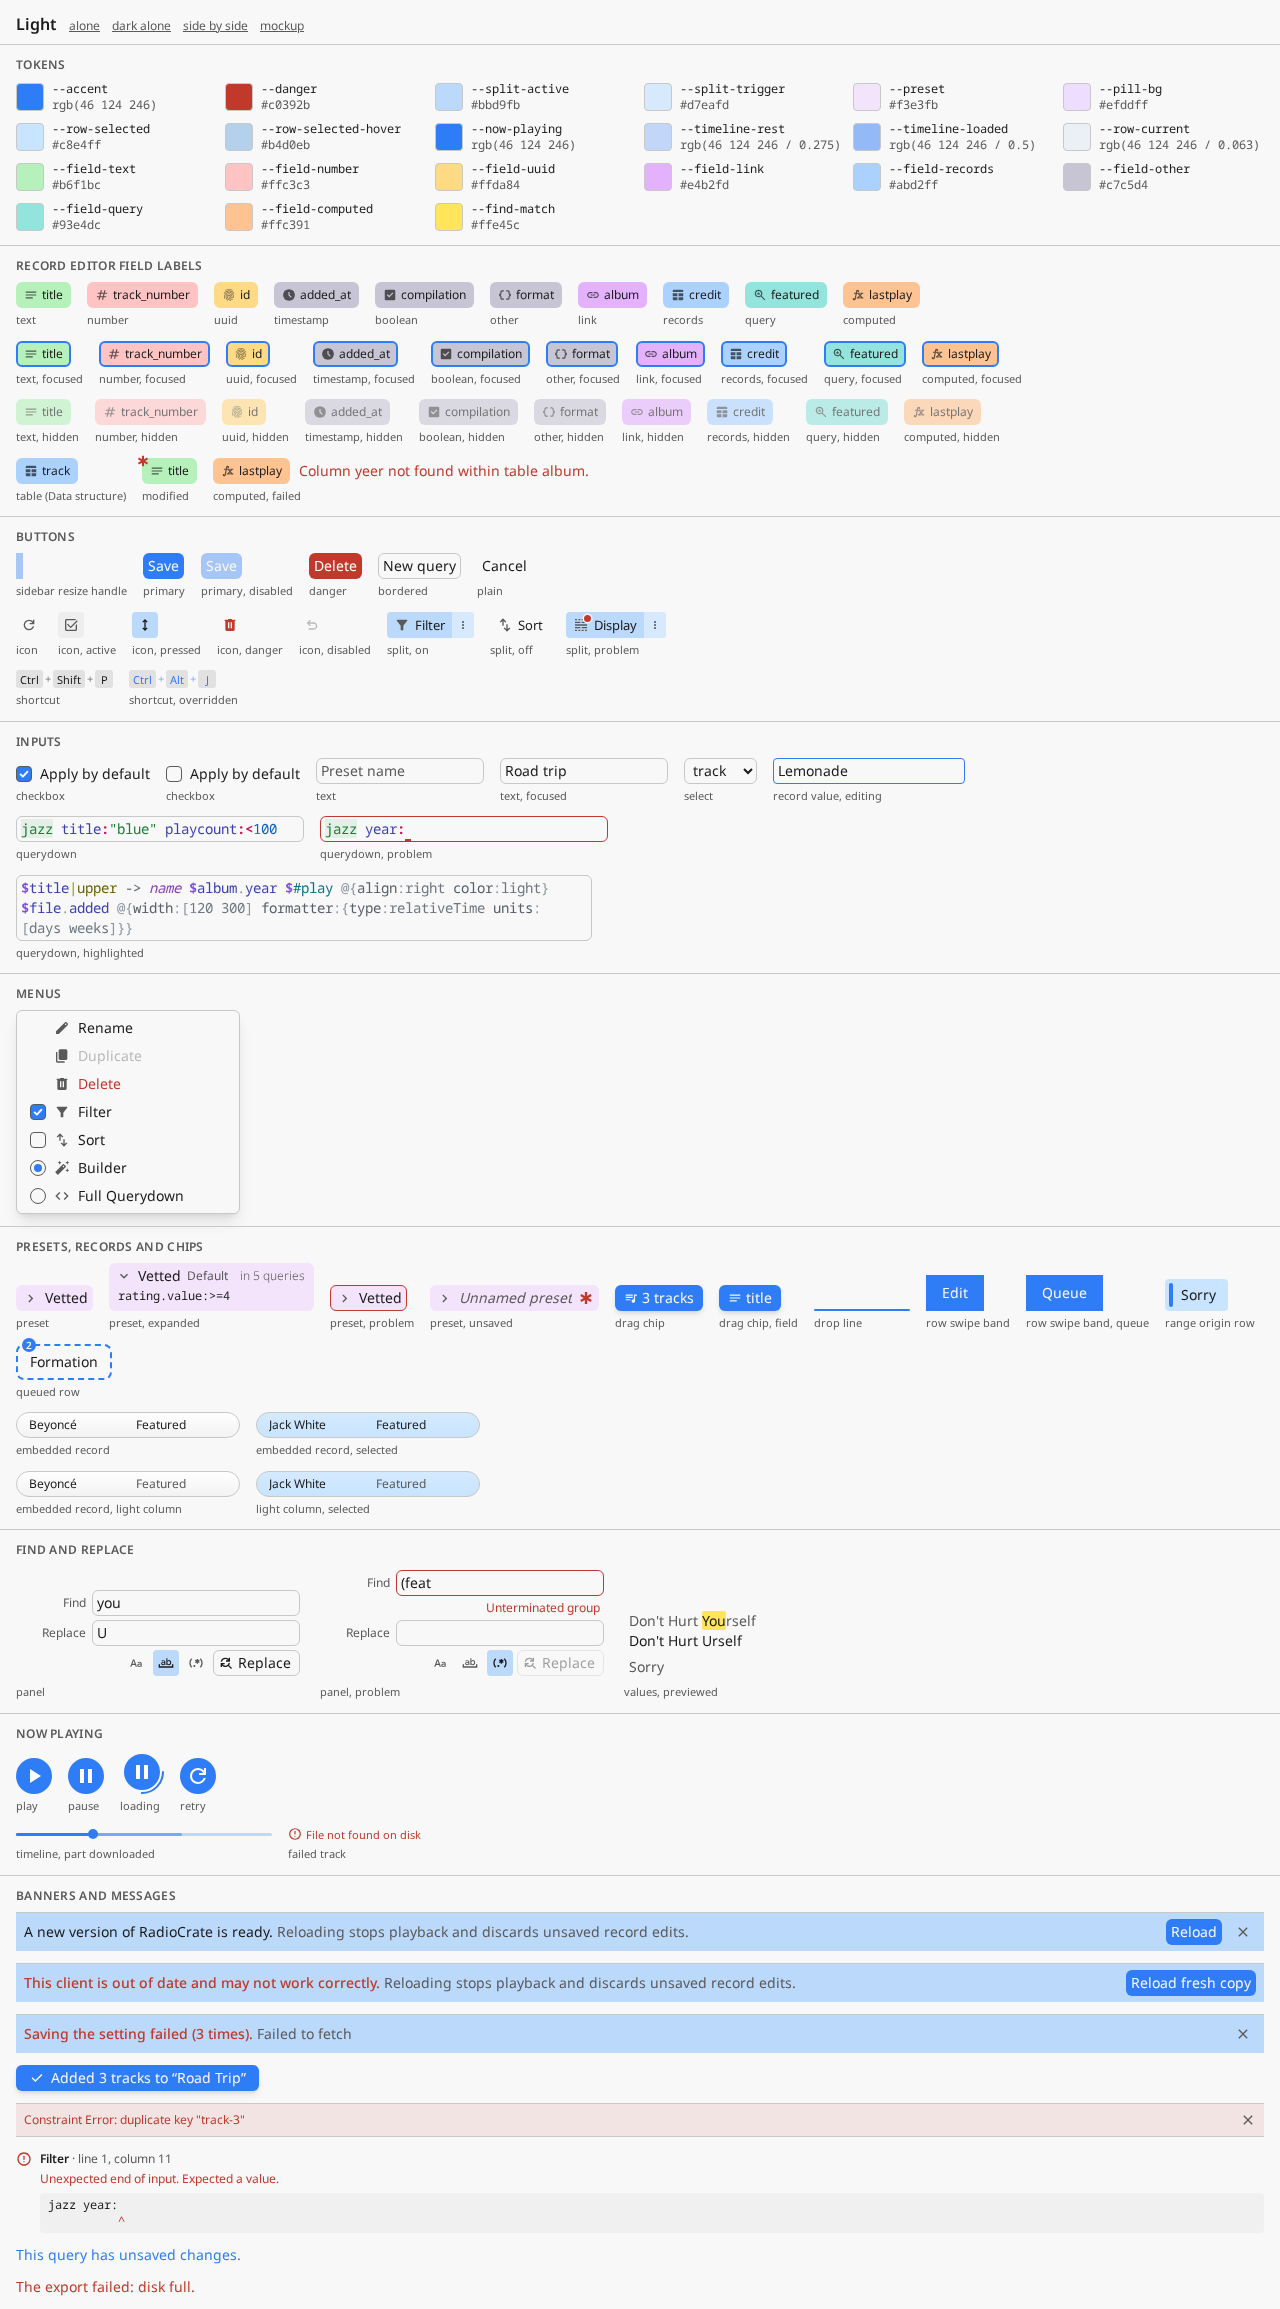 Light alone dark alone side by side mockup
TOKENS
--accent --danger --split-active --split-trigger --preset --pill-bg
rgb(46 124 246) #c0392b #bbd9fb #d7eafd #f3e3fb #efddff
--row-selected --row-selected-hover --now-playing --timeline-rest --timeline-loaded --row-current
#c8e4ff #b4d0eb rgb(46 124 246) rgb(46 124 246 / 0.275) rgb(46 124 246 / 0.5) rgb(46 124 246 / 0.063)
--field-text --field-number --field-uuid --field-link --field-records --field-other
#b6f1bc #ffc3c3 #ffda84 #e4b2fd #abd2ff #c7c5d4
--field-query --field-computed --find-match
#93e4dc #ffc391 #ffe45c
RECORD EDITOR FIELD LABELS
title track_number id added_at compilation format album credit featured lastplay
text number uuid timestamp boolean other link records query computed
title track_number id added_at compilation format album credit featured lastplay
text, focused number, focused uuid, focused timestamp, focused boolean, focused other, focused link, focused records, focused query, focused computed, focused
title track_number id added_at compilation format album credit featured lastplay
text, hidden number, hidden uuid, hidden timestamp, hidden boolean, hidden other, hidden link, hidden records, hidden query, hidden computed, hidden
track * title lastplay Column yeer not found within table album.
table (Data structure) modified computed, failed
BUTTONS
Save Save Delete New query Cancel
sidebar resize handle primary primary, disabled danger bordered plain
Filter Sort Display
icon icon, active icon, pressed icon, danger icon, disabled split, on split, off split, problem
Ctrl + Shift + P Ctrl + Alt + J
shortcut shortcut, overridden
INPUTS
Apply by default Apply by default Preset name Road trip track Lemonade
checkbox checkbox text text, focused select record value, editing
jazz title:"blue" playcount:<100 jazz year:
querydown querydown, problem
$title|upper -> name $album.year $#play @{align:right color:light}
$file.added @{width:[120 300] formatter:{type:relativeTime units:
[days weeks]}}
querydown, highlighted
MENUS
Rename
Duplicate
Delete
Filter
Sort
Builder
Full Querydown
PRESETS, RECORDS AND CHIPS
Vetted Default in 5 queries
Vetted rating.value:>=4 Vetted Unnamed preset * 3 tracks title Edit Queue Sorry
preset preset, expanded preset, problem preset, unsaved drag chip drag chip, field drop line row swipe band row swipe band, queue range origin row
2
Formation
queued row
Beyoncé Featured Jack White Featured
embedded record embedded record, selected
Beyoncé Featured Jack White Featured
embedded record, light column light column, selected
FIND AND REPLACE
Find you
Replace U
Aa ab (.*) Replace
panel
Find (feat
Unterminated group
Replace
Aa ab (.*) Replace
panel, problem
Don't Hurt Yourself
Don't Hurt Urself
Sorry
values, previewed
NOW PLAYING
play pause loading retry
File not found on disk
timeline, part downloaded failed track
BANNERS AND MESSAGES
A new version of RadioCrate is ready. Reloading stops playback and discards unsaved record edits. Reload
This client is out of date and may not work correctly. Reloading stops playback and discards unsaved record edits. Reload fresh copy
Saving the setting failed (3 times). Failed to fetch
Added 3 tracks to “Road Trip”
Constraint Error: duplicate key "track-3"
Filter · line 1, column 11
Unexpected end of input. Expected a value.
jazz year:
^
This query has unsaved changes.
The export failed: disk full.